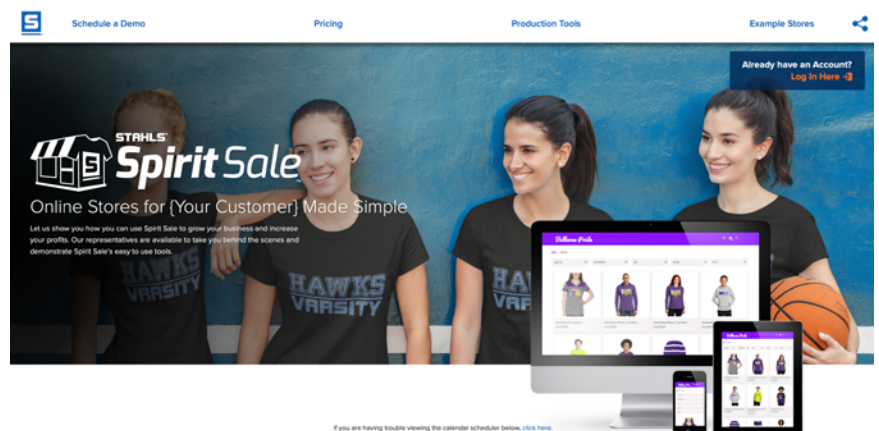 S
Schedule a Demo
Pricing
Production Tools
Example Stores
Already have an Account?
Log In Here
STAHLS'
Spirit Sale
Online Stores for {Your Customer} Made Simple
Let us show you how you can use Spirit Sale to grow your business and increase
your profits. Our representatives are available to take you behind the scenes and
demonstrate Spirit Sale's easy to use tools.
HAWKS
VARSITY
HAWKS
VARSITY
If you are having trouble viewing the calendar scheduler below, click here.